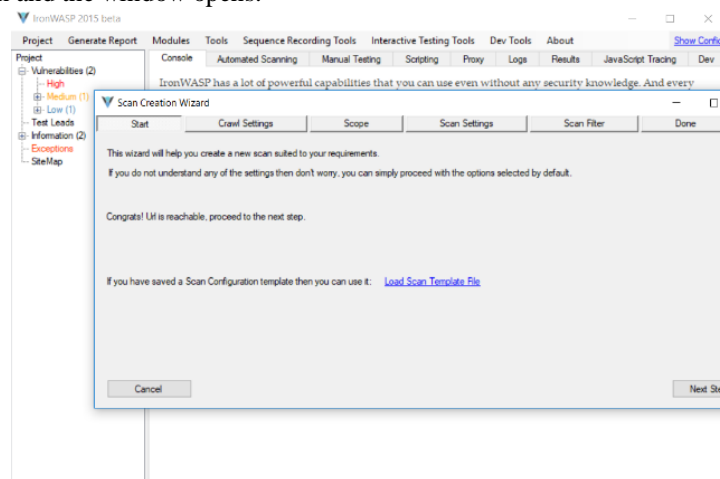 and the window opens.
IronWASP 2015 beta
Project Generate Report Modules Tools Sequence Recording Tools Interactive Testing Tools Dev Tools About Show Config
Project Console Automated Scanning Manual Testing Scripting Proxy Logs Results JavaScript Tracing Dev
Vulnerabilities (2)
High
Medium (1)
Low (1)
Test Leads
Information (2)
Exceptions
SiteMap
IronWASP has a lot of powerful capabilities that you can use even without any security knowledge. And every
Scan Creation Wizard
Start Crawl Settings Scope Scan Settings Scan Filter Done
This wizard will help you create a new scan suited to your requirements.
If you do not understand any of the settings then don't worry, you can simply proceed with the options selected by default.
Congrats! Url is reachable, proceed to the next step.
If you have saved a Scan Configuration template then you can use it: Load Scan Template File
Cancel Next Ste